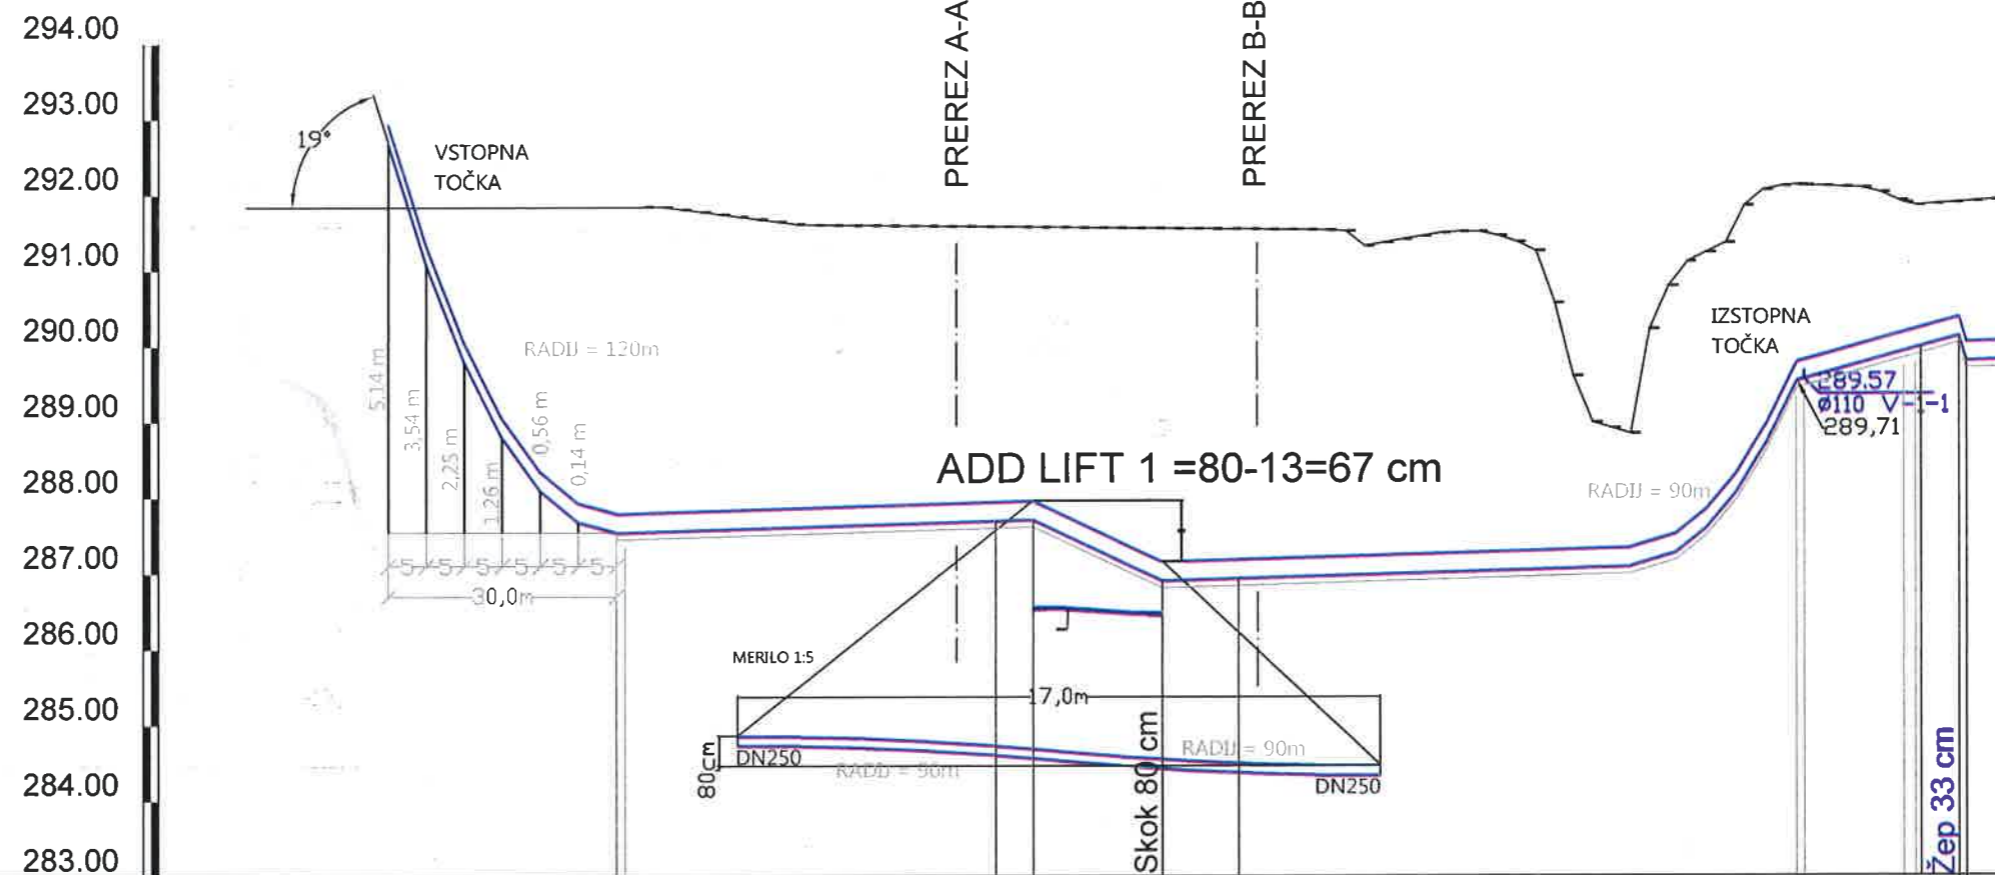 294.00
293.00
292.00
291.00
290.00
289.00
288.00
287.00
286.00
285.00
284.00
283.00
PREREZ A-A
PREREZ B-B
19°
VSTOPNA
TOČKA
RADIJ = 120m
5,14 m
3,54 m
2,25 m
1,26 m
0,56 m
0,14 m
5
5
5
5
5
5
30,0m
ADD LIFT 1 =80-13=67 cm
IZSTOPNA
TOČKA
289.57
ø110 V-
-1
289,71
RADIJ = 90m
MERILO 1:5
17,0m
80cm
DN250
RADIJ = 90m
Skok 80 cm
RADIJ = 90m
DN250
Žep 33 cm